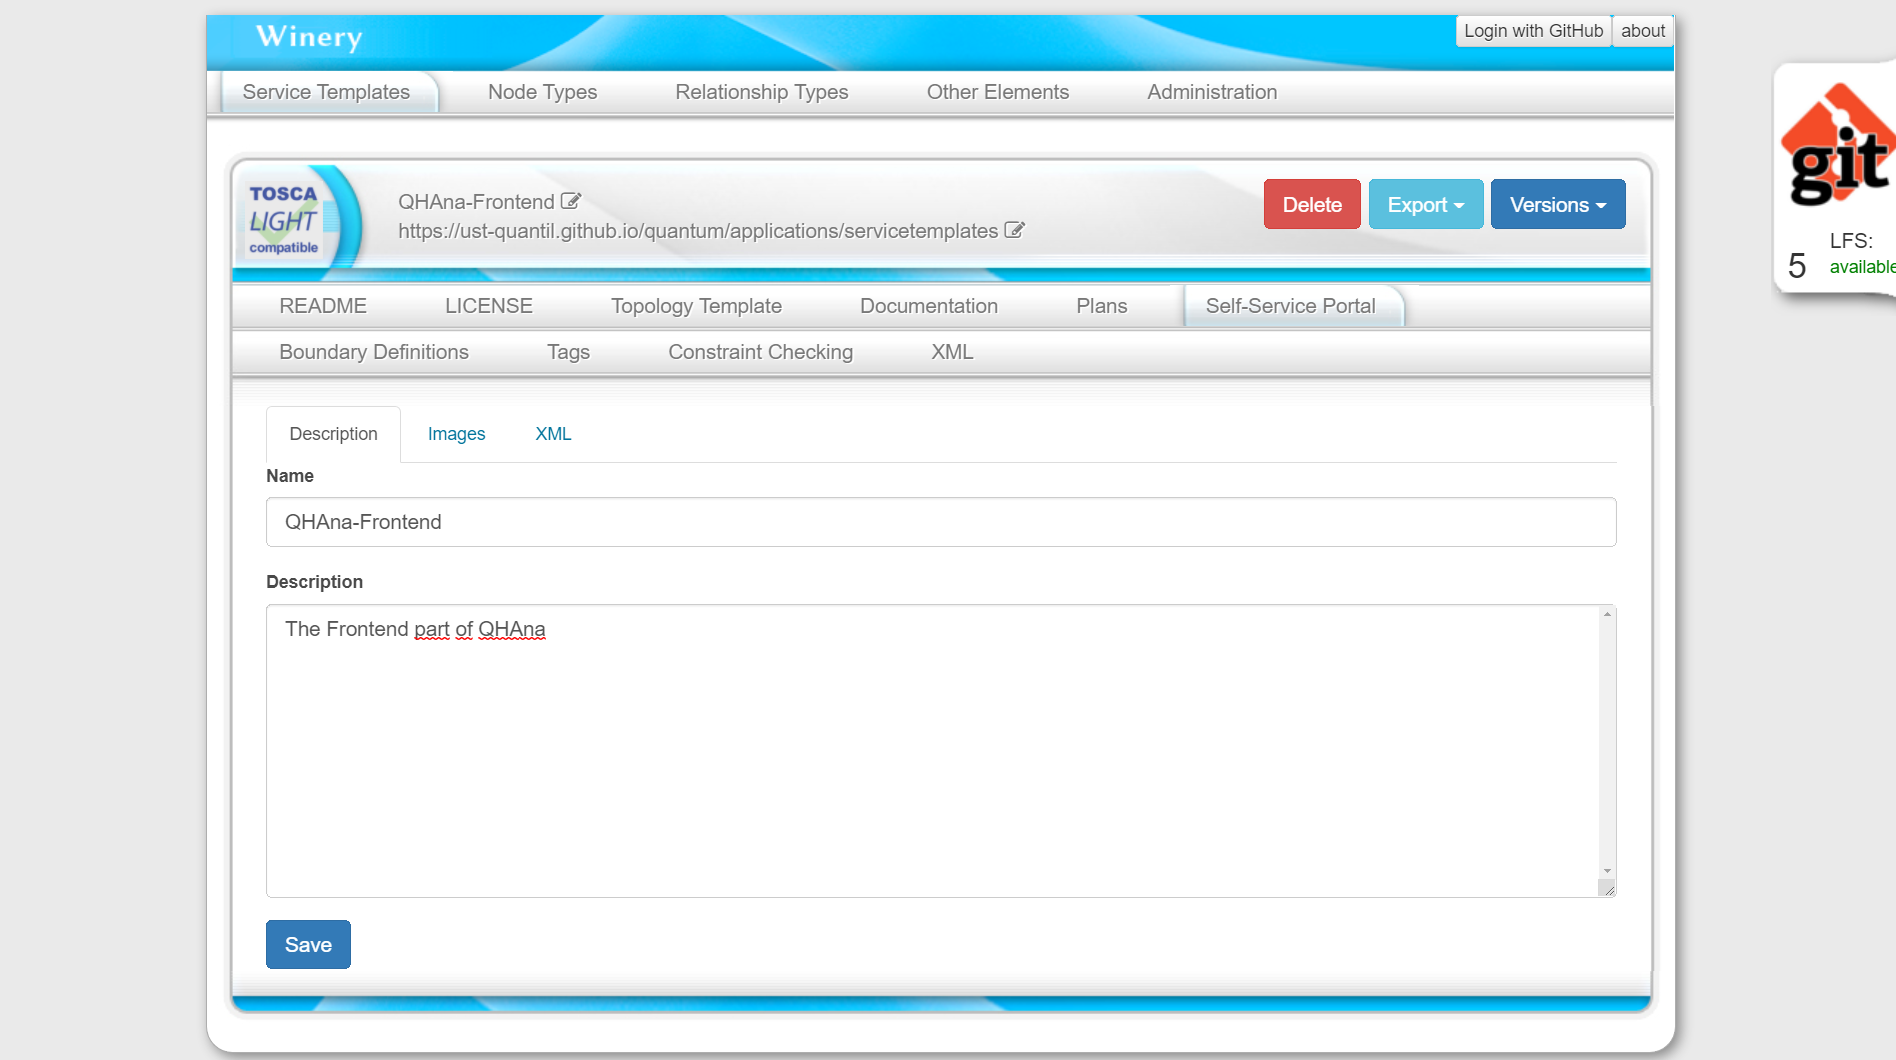 Winery
Login with GitHub
about
Service Templates
Node Types
Relationship Types
Other Elements
Administration
git
5
LFS:
available
TOSCA
LIGHT
compatible
QHAna-Frontend
https://ust-quantil.github.io/quantum/applications/servicetemplates
Delete
Export
Versions
README
LICENSE
Topology Template
Documentation
Plans
Self-Service Portal
Boundary Definitions
Tags
Constraint Checking
XML
Description
Images
XML
Name
QHAna-Frontend
Description
The Frontend part of QHAna
Save